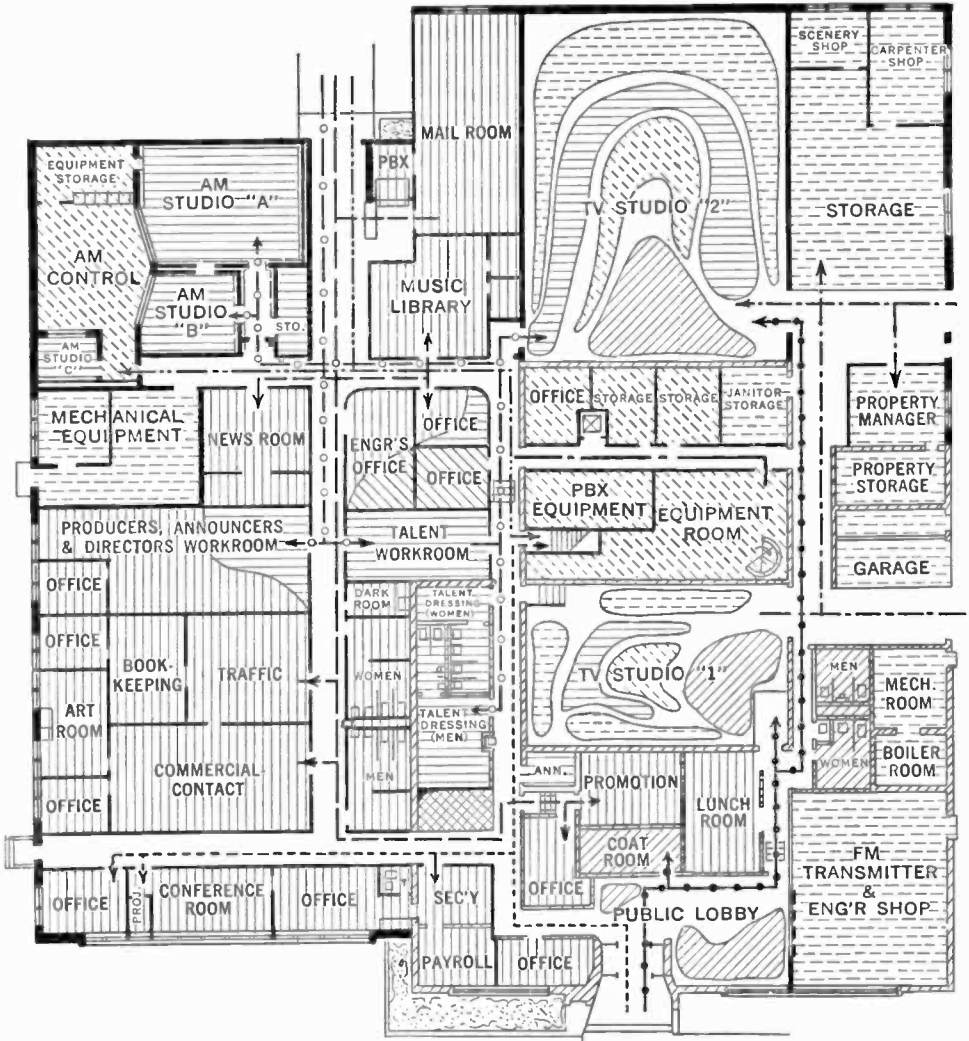 SCENERY
SHOP
CARPENTER
SHOP
MAIL ROOM
PBX
EQUIPMENT
STORAGE
AM
STUDIO "A"
TV STUDIO "2"
STORAGE
AM
CONTROL
MUSIC
LIBRARY
AM
STUDIO
"B"
STO.
AM
STUDIO
"C"
OFFICE
STORAGE
STORAGE
JANITOR
STORAGE
PROPERTY
MANAGER
MECHANICAL
EQUIPMENT
NEWS ROOM
ENGR'S
OFFICE
OFFICE
OFFICE
PROPERTY
STORAGE
PBX
EQUIPMENT
EQUIPMENT
ROOM
PRODUCERS, ANNOUNCERS
& DIRECTORS WORKROOM
TALENT
WORKROOM
GARAGE
OFFICE
DARK
ROOM
TALENT
DRESSING
(WOMEN)
OFFICE
BOOK-
KEEPING
TRAFFIC
WOMEN
TV STUDIO "1"
MEN
MECH.
ROOM
ART
ROOM
TALENT
DRESSING
(MEN)
WOMEN
BOILER
ROOM
COMMERCIAL-
CONTACT
MEN
ANN.
PROMOTION
LUNCH
ROOM
OFFICE
COAT
ROOM
FM
TRANSMITTER
&
ENG'R SHOP
OFFICE
PROJ.
CONFERENCE
ROOM
OFFICE
SEC'Y
OFFICE
PUBLIC LOBBY
PAYROLL
OFFICE